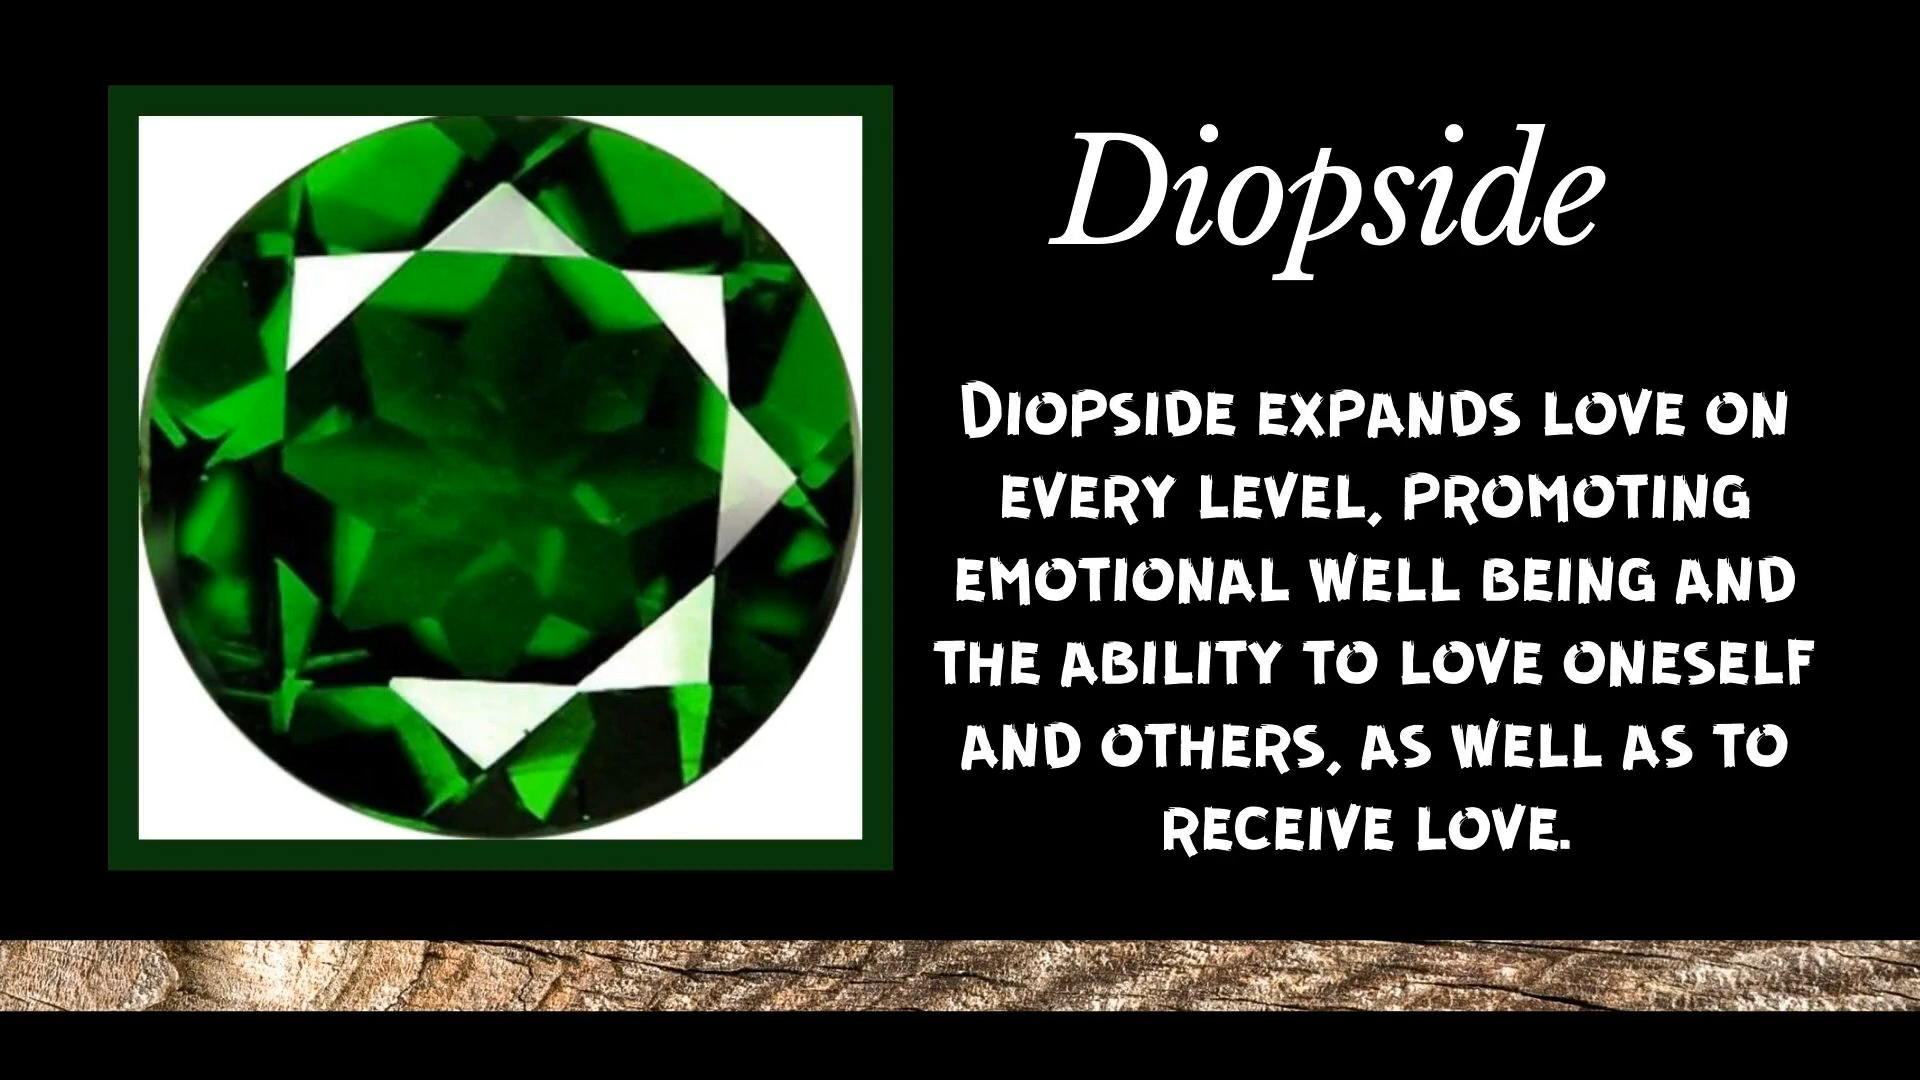 Diopside
Diopside expands love on
every level, promoting
emotional well being and
the ability to love oneself
and others, as well as to
receive love.